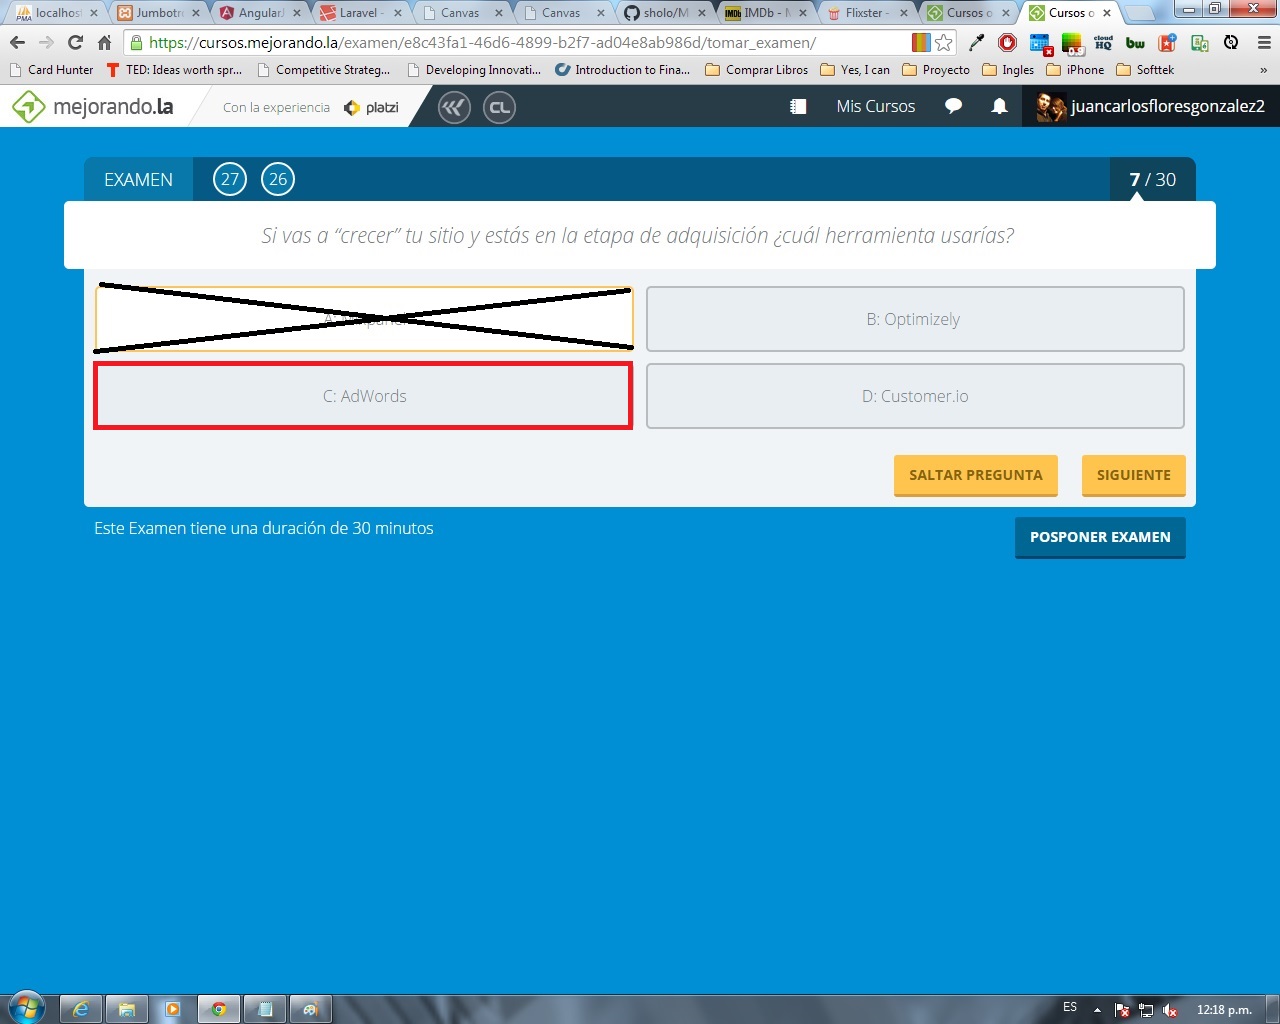 localhos
Jumbotr
AngularJ
Laravel -
Canvas
Canvas
sholo/M
IMDb - M
Flixster -
Cursos o
Cursos o
https://cursos.mejorando.la/examen/e8c43fa1-46d6-4899-b2f7-ad04e8ab986d/tomar_examen/
cloud HQ
bw
Card Hunter
TED: Ideas worth spr...
Competitive Strateg...
Developing Innovati...
Introduction to Fina...
Comprar Libros
Yes, I can
Proyecto
Ingles
iPhone
Softtek
»
mejorando.la
Con la experiencia
platzi
CL
Mis Cursos
juancarlosfloresgonzalez2
EXAMEN
27
26
7 / 30
Si vas a “crecer” tu sitio y estás en la etapa de adquisición ¿cuál herramienta usarías?
A:
B: Optimizely
C: AdWords
D: Customer.io
SALTAR PREGUNTA
SIGUIENTE
Este Examen tiene una duración de 30 minutos
POSPONER EXAMEN
ES
12:18 p.m.